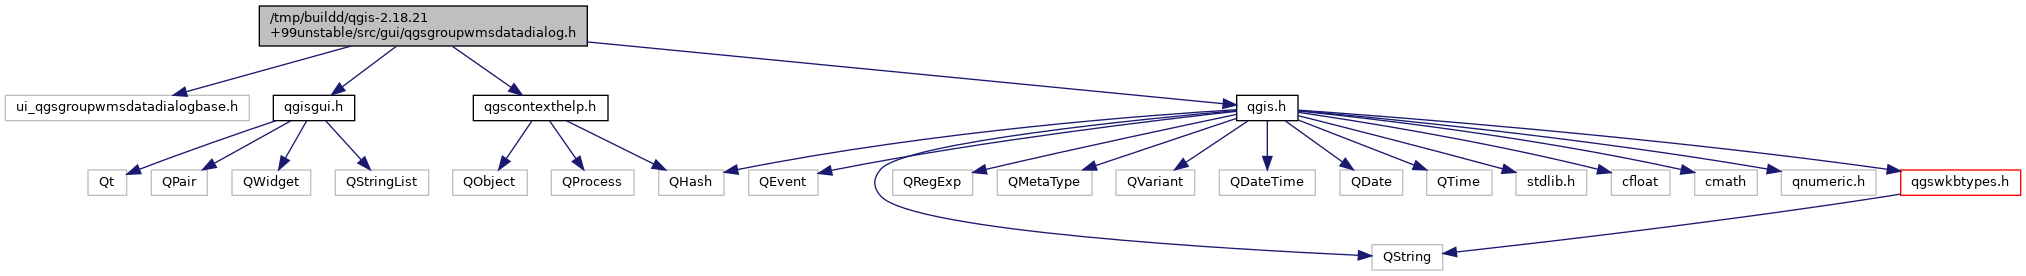 /tmp/buildd/qgis-2.18.21
+99unstable/src/gui/qgsgroupwmsdatadialog.h
ui_qgsgroupwmsdatadialogbase.h
qgisgui.h
qgscontexthelp.h
qgis.h
Qt
QPair
QWidget
QStringList
QObject
QProcess
QHash
QEvent
QRegExp
QMetaType
QVariant
QDateTime
QDate
QTime
stdlib.h
cfloat
cmath
qnumeric.h
qgswkbtypes.h
QString